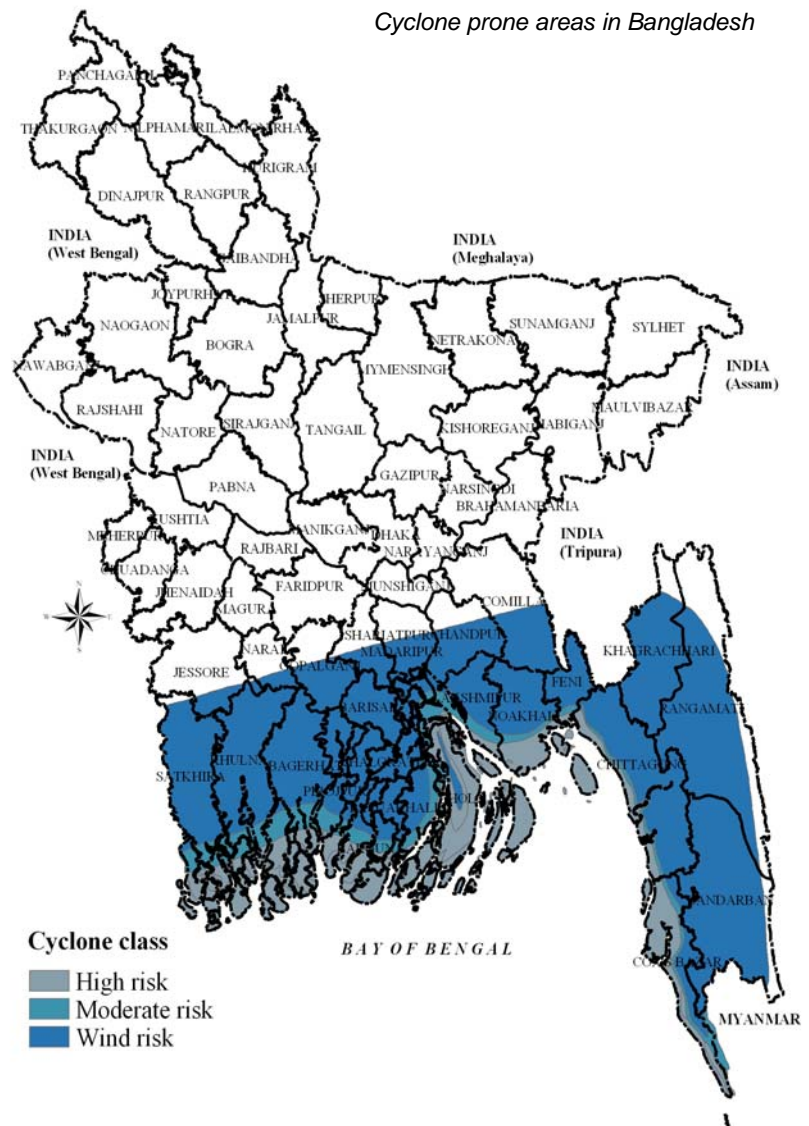 Cyclone prone areas in Bangladesh
PANCHAGARH
THAKURGAON
NILPHAMARI
LALMONIRHAT
KURIGRAM
DINAJPUR
RANGPUR
INDIA
(West Bengal)
INDIA
(Meghalaya)
GAIBANDHA
JOYPURHAT
SHERPUR
NAOGAON
JAMALPUR
SUNAMGANJ
SYLHET
BOGRA
NETRAKONA
NAWABGANJ
MYMENSINGH
INDIA
(Assam)
RAJSHAHI
MAULVIBAZAR
NATORE
SIRAJGANJ
TANGAIL
KISHOREGANJ
HABIGANJ
INDIA
(West Bengal)
GAZIPUR
PABNA
NARSINGDI
BRAHAMANBARIA
KUSHTIA
MEHERPUR
MANIKGANJ
DHAKA
INDIA
(Tripura)
RAJBARI
NARAYANGANJ
CHUADANGA
JHENAIDAH
FARIDPUR
MUNSHIGANJ
MAGURA
COMILLA
N
W
E
S
SHARIATPUR
CHANDPUR
NARAIL
MADARIPUR
KHAGRACHHARI
GOPALGANJ
JESSORE
FENI
LAKSHMIPUR
RANGAMATI
BARISAL
NOAKHALI
KHULNA
BAGERHAT
CHITTAGONG
SATKHIRA
PIROJPUR
BHOLA
BANDARBAN
Cyclone class
BAY OF BENGAL
COX'S BAZAR
High risk
Moderate risk
MYANMAR
Wind risk